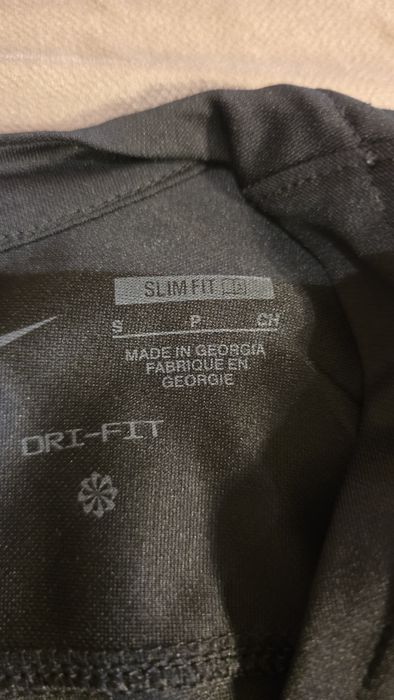 SLIM FIT
S P CH
MADE IN GEORGIA
FABRIQUE EN
GEORGIE
DRI-FIT